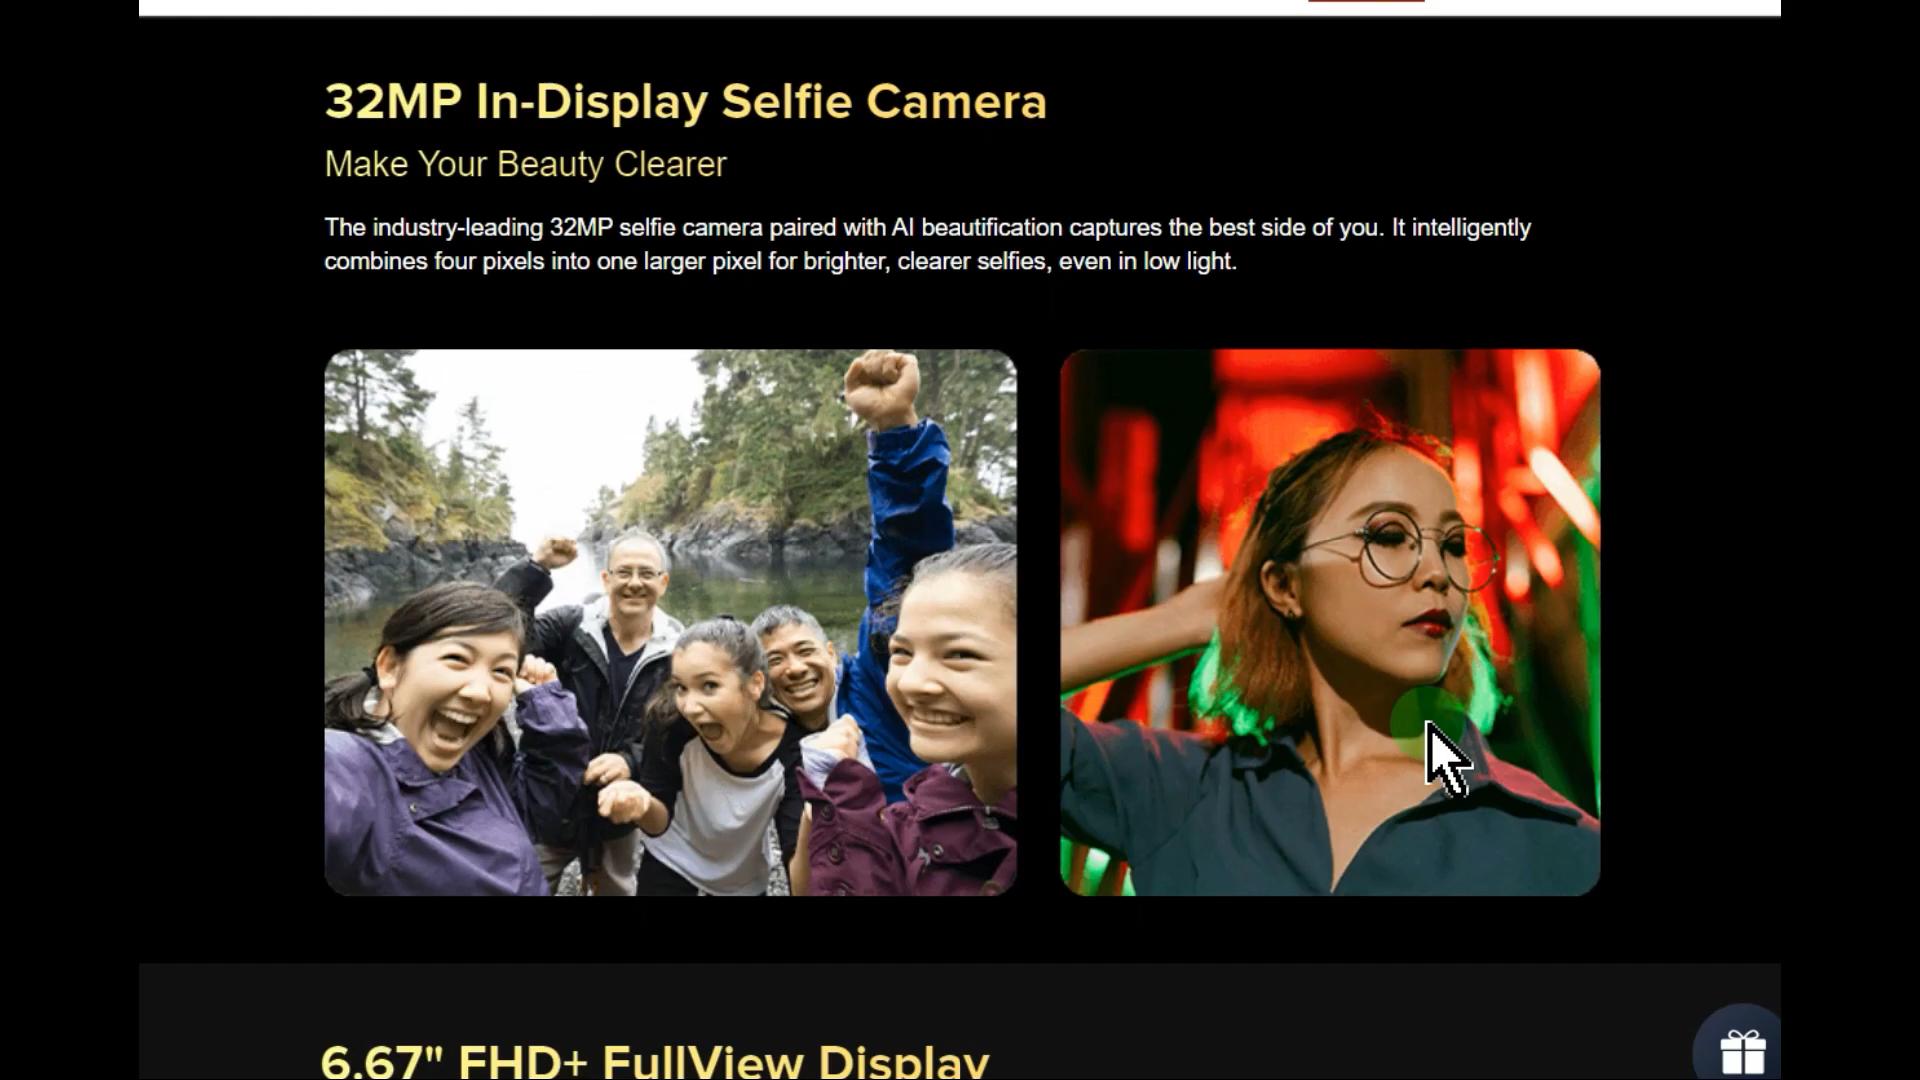 32MP In-Display Selfie Camera
Make Your Beauty Clearer
The industry-leading 32MP selfie camera paired with AI beautification captures the best side of you. It intelligently
combines four pixels into one larger pixel for brighter, clearer selfies, even in low light.
6.67" FHD+ FullView Display